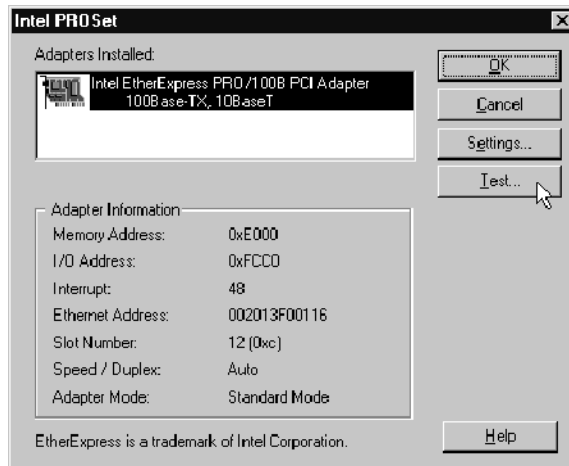 Intel PROSet
Adapters Installed:
Intel EtherExpress PRO/100B PCI Adapter
100Base-TX, 10BaseT
OK
Cancel
Settings...
Test...
Adapter Information
Memory Address: 0xE000
I/O Address: 0xFCC0
Interrupt: 48
Ethernet Address: 002013F00116
Slot Number: 12 (0xc)
Speed / Duplex: Auto
Adapter Mode: Standard Mode
EtherExpress is a trademark of Intel Corporation.
Help